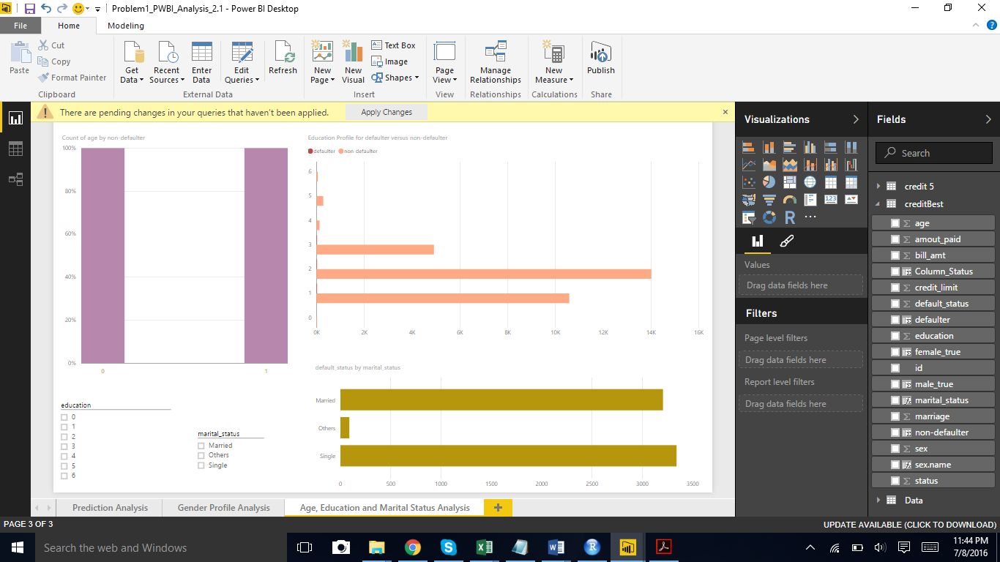 Problem1_PWBI_Analysis_2.1 - Power BI Desktop
File Home Modeling
Paste
Cut
Copy
Format Painter
Clipboard
Get Data
Recent Sources
Enter Data
Edit Queries
Refresh
External Data
New Page
New Visual
Text Box
Image
Shapes
Insert
Page View
View
Manage Relationships
Relationships
New Measure
Calculations
Publish
Share
There are pending changes in your queries that haven't been applied. Apply Changes
Count of age by non-defaulter
100%
80%
60%
40%
20%
0%
0 1
Education Profile for defaulter versus non-defaulter
defaulter non-defaulter
6
5
4
3
2
1
0
0K 2K 4K 6K 8K 10K 12K 14K 16K
default_status by marital_status
Married
Others
Single
0 500 1000 1500 2000 2500 3000 3500
education
0
1
2
3
4
5
6
marital_status
Married
Others
Single
Visualizations
R
123
Values
Drag data fields here
Filters
Page level filters
Drag data fields here
Report level filters
Drag data fields here
Fields
Search
credit 5
creditBest
age
amout_paid
bill_amt
Column_Status
credit_limit
default_status
defaulter
education
female_true
id
male_true
marital_status
marriage
non-defaulter
sex
sex.name
status
Data
Prediction Analysis Gender Profile Analysis Age, Education and Marital Status Analysis
PAGE 3 OF 3 UPDATE AVAILABLE (CLICK TO DOWNLOAD)
Search the web and Windows
11:44 PM
7/8/2016